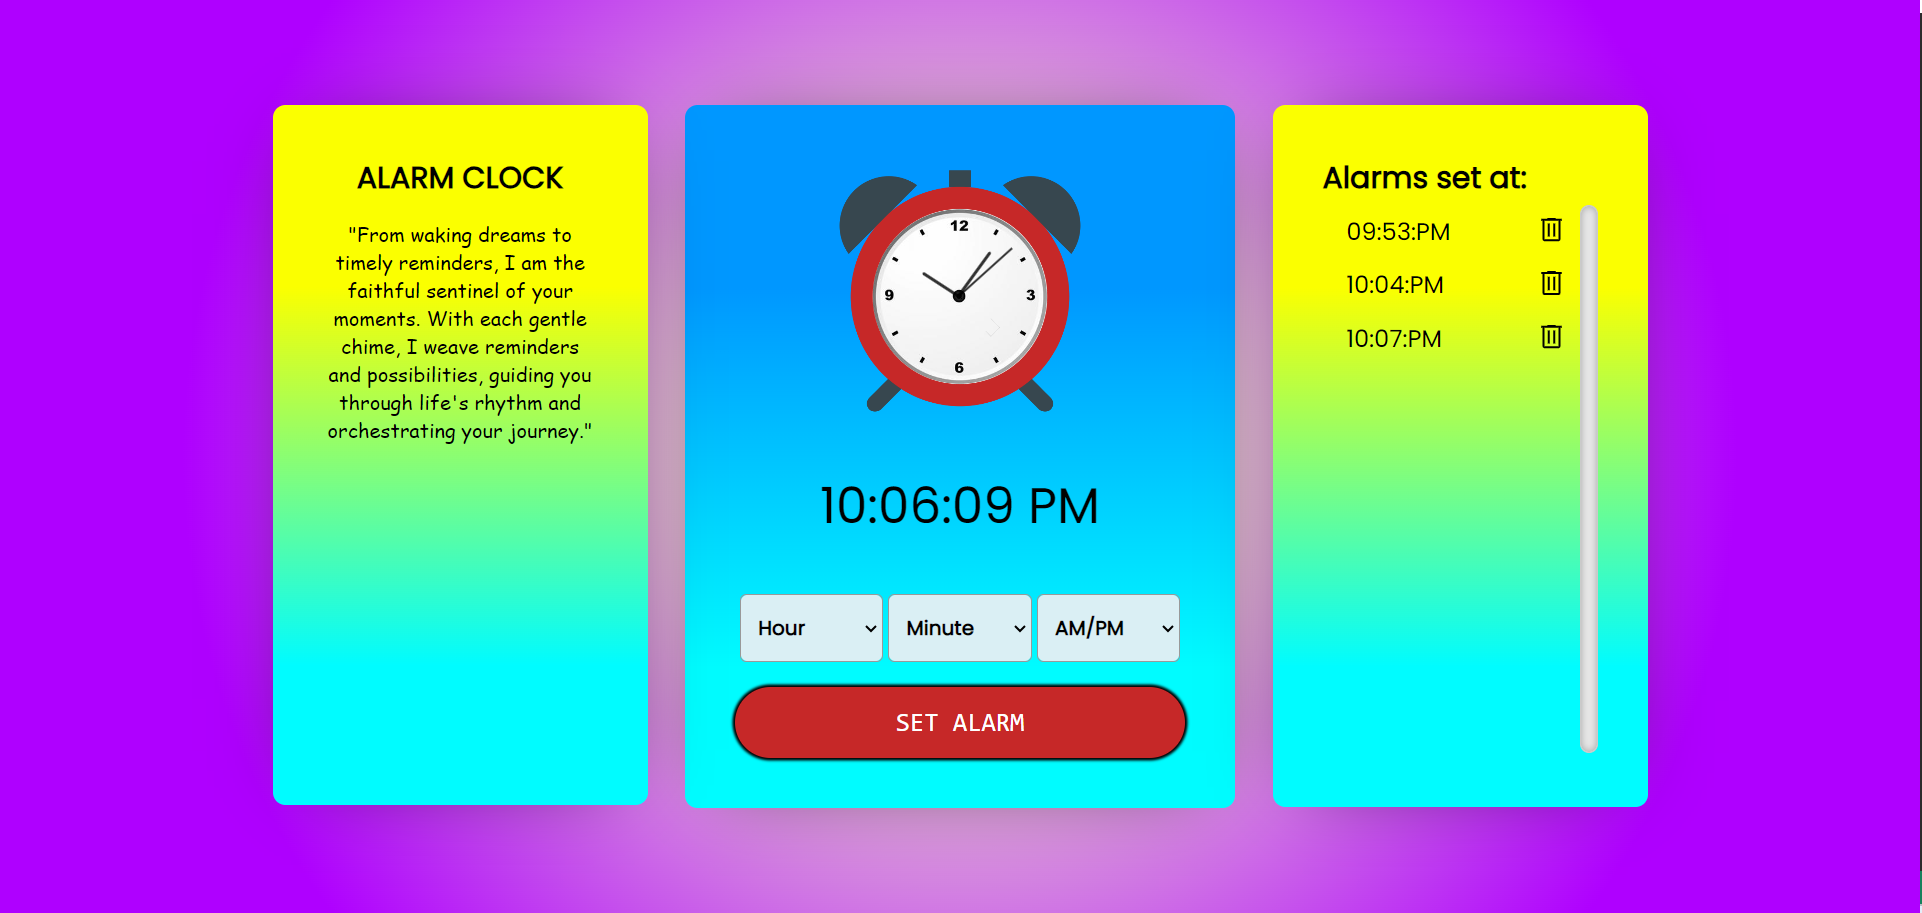 ALARM CLOCK
"From waking dreams to
timely reminders, I am the
faithful sentinel of your
moments. With each gentle
chime, I weave reminders
and possibilities, guiding you
through life's rhythm and
orchestrating your journey."
12
9
3
6
10:06:09 PM
Hour
Minute
AM/PM
SET ALARM
Alarms set at:
09:53:PM
10:04:PM
10:07:PM